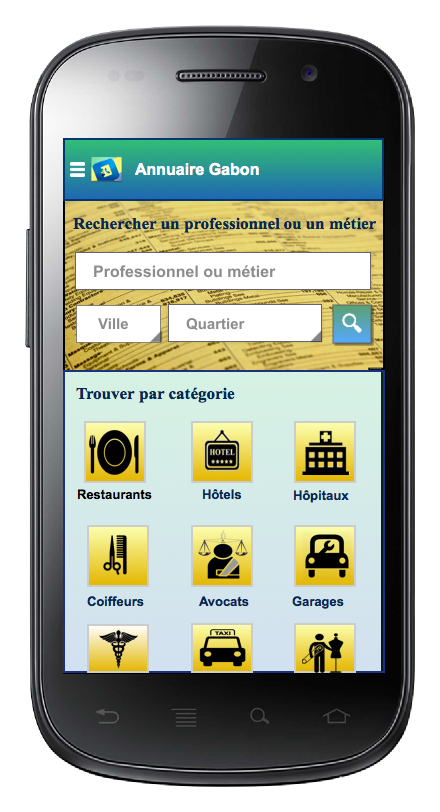 Annuaire Gabon
Rechercher un professionnel ou un métier
Professionnel ou métier
Ville
Quartier
Trouver par catégorie
HOTEL
Restaurants
Hôtels
Hôpitaux
Coiffeurs
Avocats
Garages
TAXI